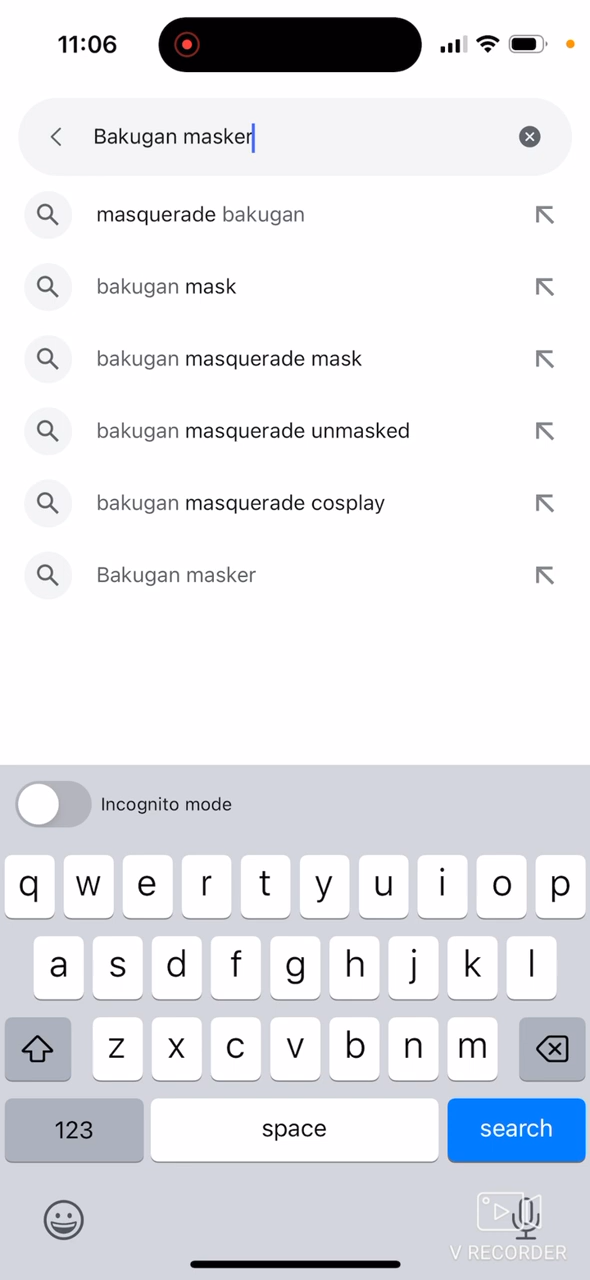 11:06
Bakugan masker
masquerade bakugan
bakugan mask
bakugan masquerade mask
bakugan masquerade unmasked
bakugan masquerade cosplay
Bakugan masker
Incognito mode
q w e r t y u i o p
a s d f g h j k l
z x c v b n m
123 space search
V RECORDER